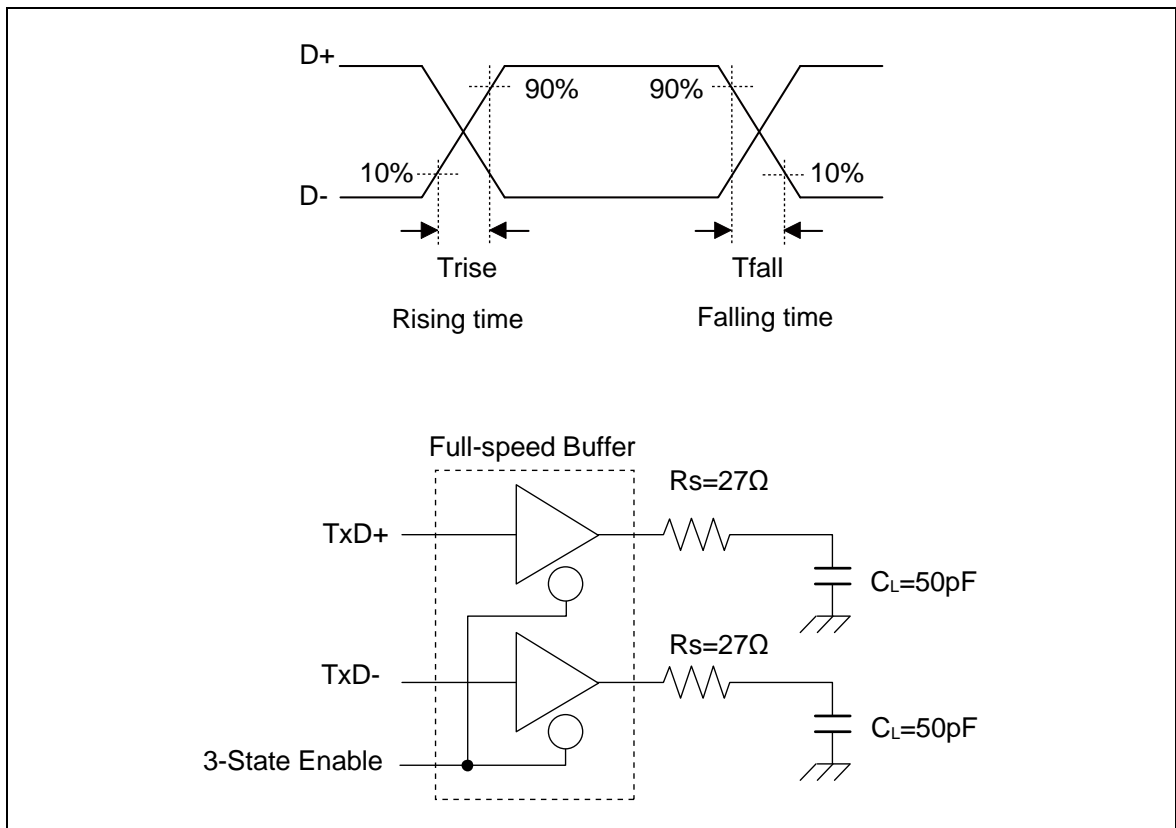 D+
90%
90%
10%
10%
D-
Trise
Tfall
Rising time
Falling time
Full-speed Buffer
Rs=27Ω
TxD+
CL=50pF
Rs=27Ω
TxD-
CL=50pF
3-State Enable